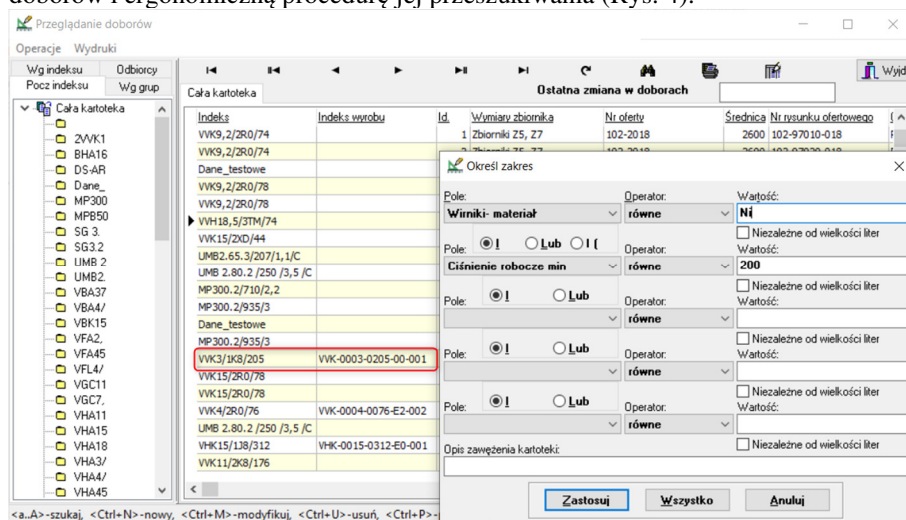 doborów i ergonomiczną procedurę jej przeszukiwania (Rys. 4).
Przeglądanie doborów
Operacje Wydruki
Wg indeksu Odbiorcy
Pocz indeksu Wg grup
Cała kartoteka
2VVK1
BHA16
DS-AR
Dane_
MP300
MPB50
SG 3.
SG3.2
UMB 2
UMB2.
VBA37
VBA4/
VBK15
VFA2,
VFA45
VFL4/
VGC11
VGC7,
VHA11
VHA15
VHA18
VHA3/
VHA4/
VHA45
Wyjd
Cała kartoteka
Ostatna zmiana w doborach
Indeks Indeks wyrobu Id. Wymiary zbiornika Nr oferty Średnica Nr rysunku ofertowego
VVK9,2/2R0/74 1 Zbiorniki Z5, Z7 102-2018 2600 102-97010-018
VVK9,2/2R0/74
Dane_testowe
VVK9,2/2R0/78
VVK9,2/2R0/78
VVH18,5/3TM/74
VVK15/2XD/44
UMB2.65.3/207/1,1/C
UMB 2.80.2 /250 /3,5 /C
MP300.2/710/2,2
MP300.2/935/3
Dane_testowe
MP300.2/935/3
VVK3/1K8/205 VVK-0003-0205-00-001
VVK15/2R0/78
VVK15/2R0/78
VVK4/2R0/76 VVK-0004-0076-E2-002
UMB 2.80.2 /250 /3,5 /C
VHK15/1J8/312 VHK-0015-0312-E0-001
VVK11/2K8/176
Określ zakres
Pole: Operator: Wartość:
Wirniki- materiał równe Ni
Niezależne od wielkości liter
Pole: I Lub I ( Operator: Wartość:
Ciśnienie robocze min równe 200
Niezależne od wielkości liter
Pole: I Lub Operator: Wartość:
równe
Niezależne od wielkości liter
Pole: I Lub Operator: Wartość:
równe
Niezależne od wielkości liter
Pole: I Lub Operator: Wartość:
równe
Niezależne od wielkości liter
Opis zawężenia kartoteki:
Zastosuj Wszystko Anuluj
<a..A>-szukaj, <Ctrl+N>-nowy, <Ctrl+M>-modyfikuj, <Ctrl+U>-usuń, <Ctrl+P>-